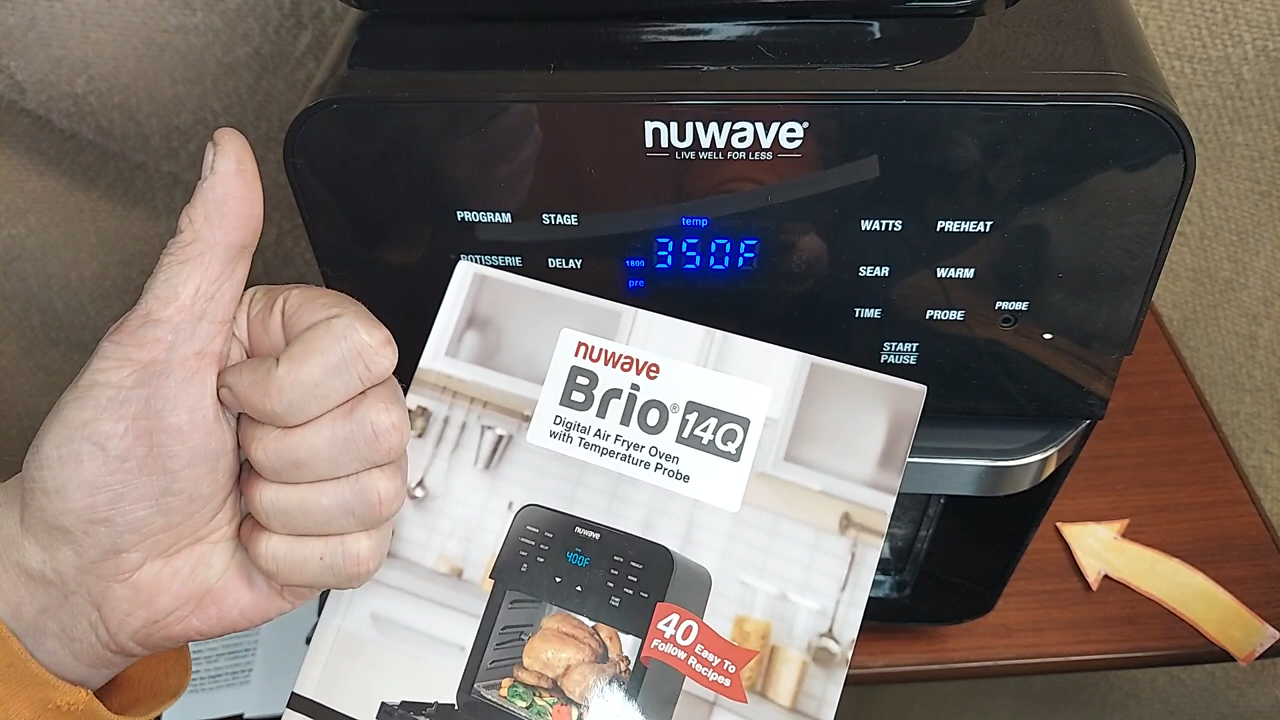 nuwave®
LIVE WELL FOR LESS
PROGRAM STAGE
temp
WATTS PREHEAT
ROTISSERIE DELAY
1800 350F
pre
SEAR WARM
TIME PROBE PROBE
START
PAUSE
nuwave
Brio® 14Q
Digital Air Fryer Oven
with Temperature Probe
nuwave
400F
40 Easy To
Follow Recipes